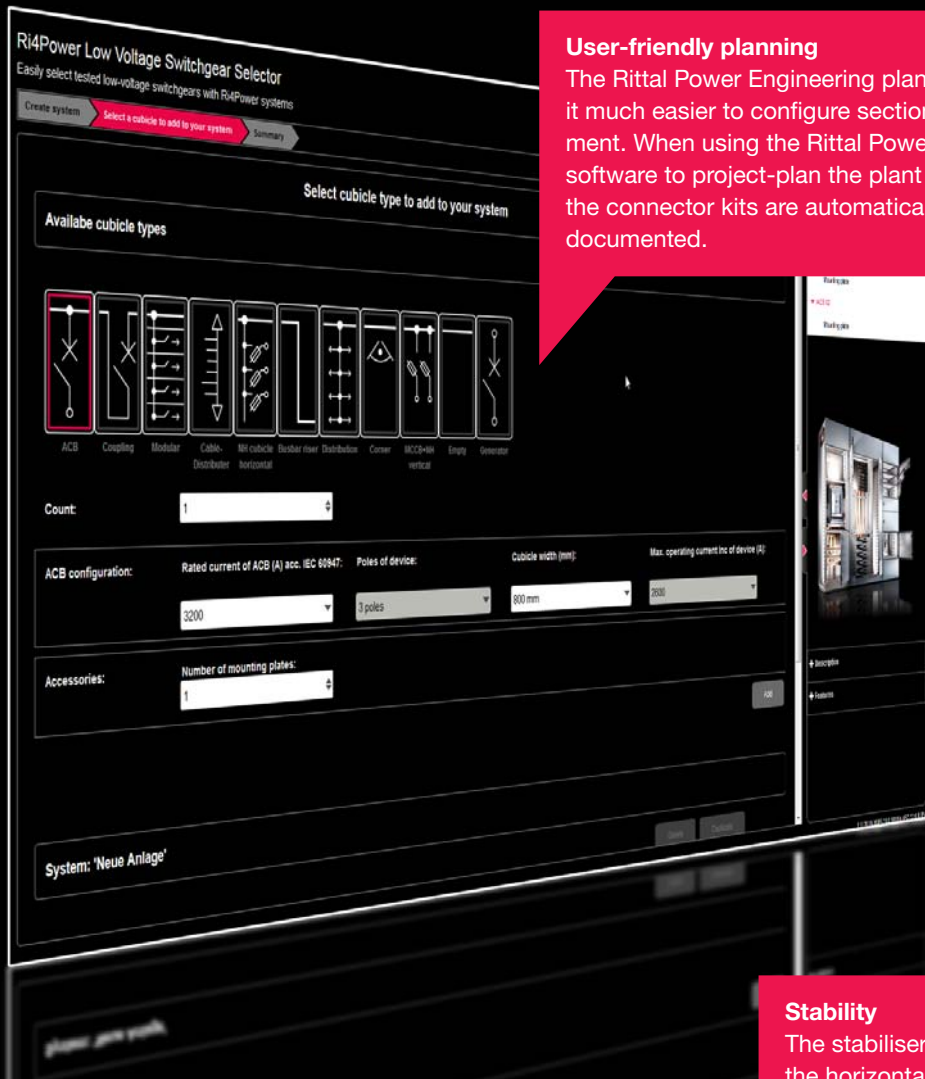 Ri4Power Low Voltage Switchgear Selector
Easily select tested low-voltage switchgears with Ri4Power systems
Create system
Select a cubicle to add to your system
Summary
User-friendly planning
The Rittal Power Engineering plan
it much easier to configure section
ment. When using the Rittal Powe
software to project-plan the plant
the connector kits are automatica
documented.
Select cubicle type to add to your system
Availabe cubicle types
ACB
Coupling
Modular
Cable-
Distributer
NH cubicle
horizontal
Busbar riser
Distribution
Corner
MCCB+NH
vertical
Empty
Generator
Count:
1
ACB configuration:
Rated current of ACB (A) acc. IEC 60947:
Poles of device:
Cubicle width (mm):
Max. operating current Inc of device (A):
3200
3 poles
800 mm
Accessories:
Number of mounting plates:
1
Add
Description
Features
System: 'Neue Anlage'
Stability
The stabiliser
the horizonta